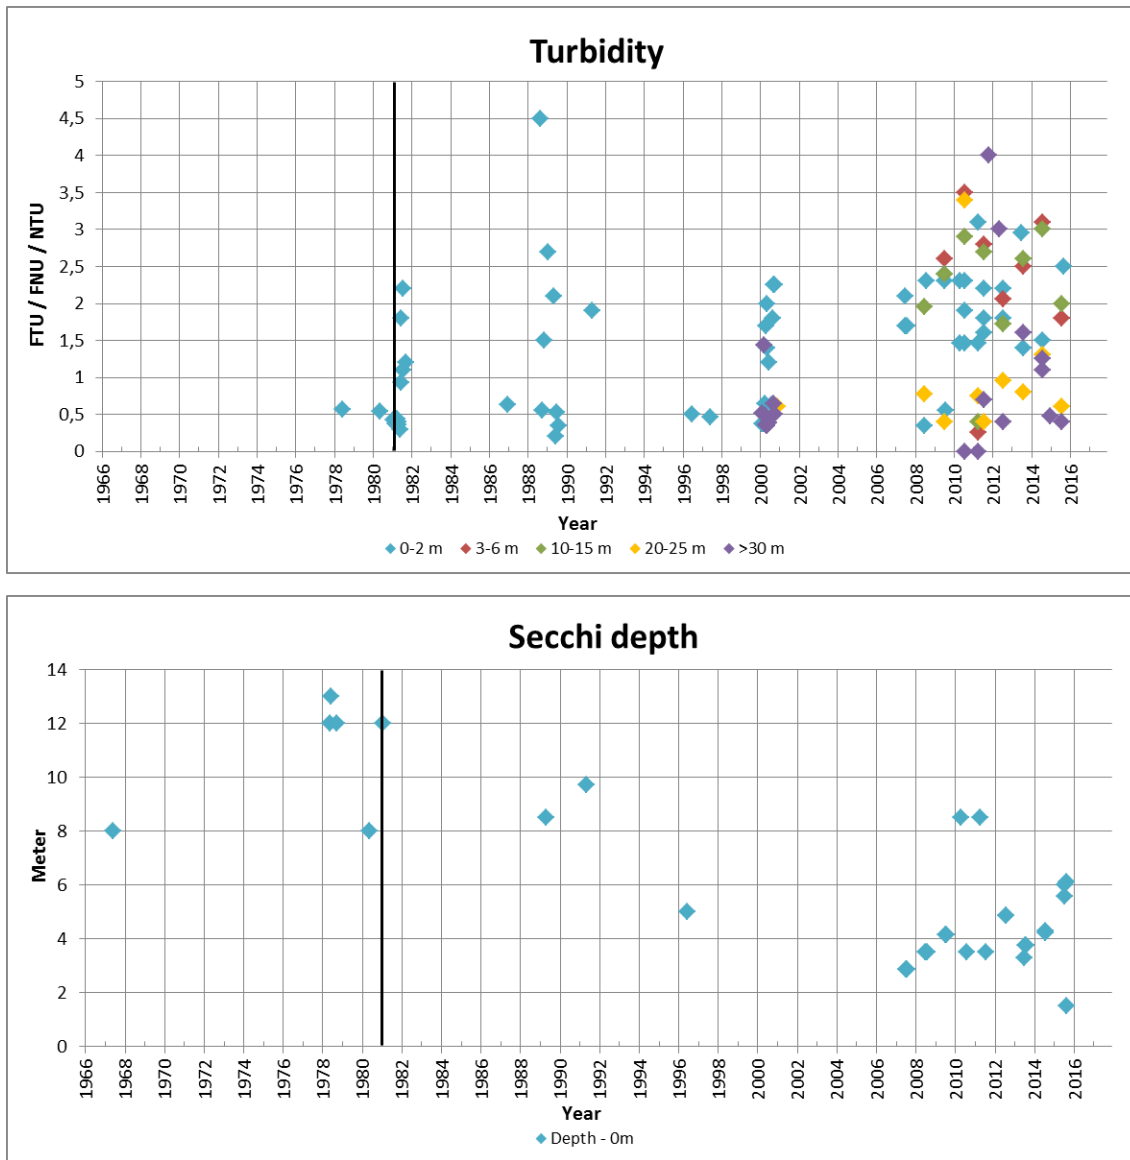 Turbidity
5
4,5
4
3,5
3
2,5
2
1,5
1
0,5
0
FTU / FNU / NTU
1966 1968 1970 1972 1974 1976 1978 1980 1982 1984 1986 1988 1990 1992 1994 1996 1998 2000 2002 2004 2006 2008 2010 2012 2014 2016
Year
0-2 m 3-6 m 10-15 m 20-25 m >30 m
Secchi depth
14
12
10
8
6
4
2
0
Meter
1966 1968 1970 1972 1974 1976 1978 1980 1982 1984 1986 1988 1990 1992 1994 1996 1998 2000 2002 2004 2006 2008 2010 2012 2014 2016
Year
Depth - 0m